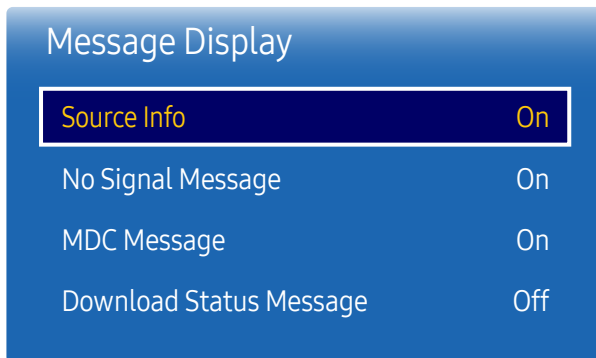 Message Display
Source Info On
No Signal Message On
MDC Message On
Download Status Message Off